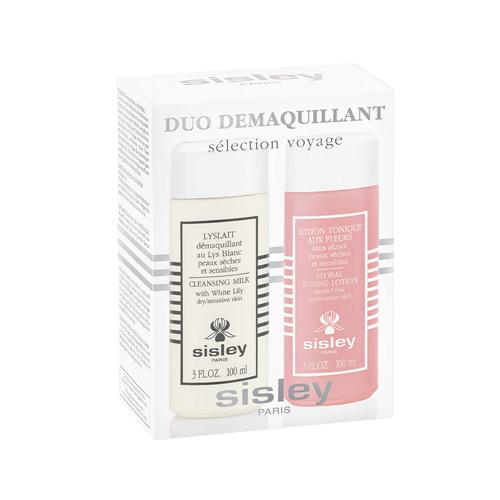 sisley
PARIS
DUO DEMAQUILLANT
sélection voyage
LYSLAIT
démaquillant
au Lys Blanc
peaux sèches
et sensibles
CLEANSING MILK
with White Lily
dry/sensitive skin
sisley
PARIS
3 FL.OZ. 100 ml
LOTION TONIQUE
AUX FLEURS
sans alcool
peaux sèches
et sensibles
FLORAL
TONING LOTION
alcohol free
dry/sensitive skin
sisley
PARIS
3 FL.OZ. 100 ml
sisley
PARIS